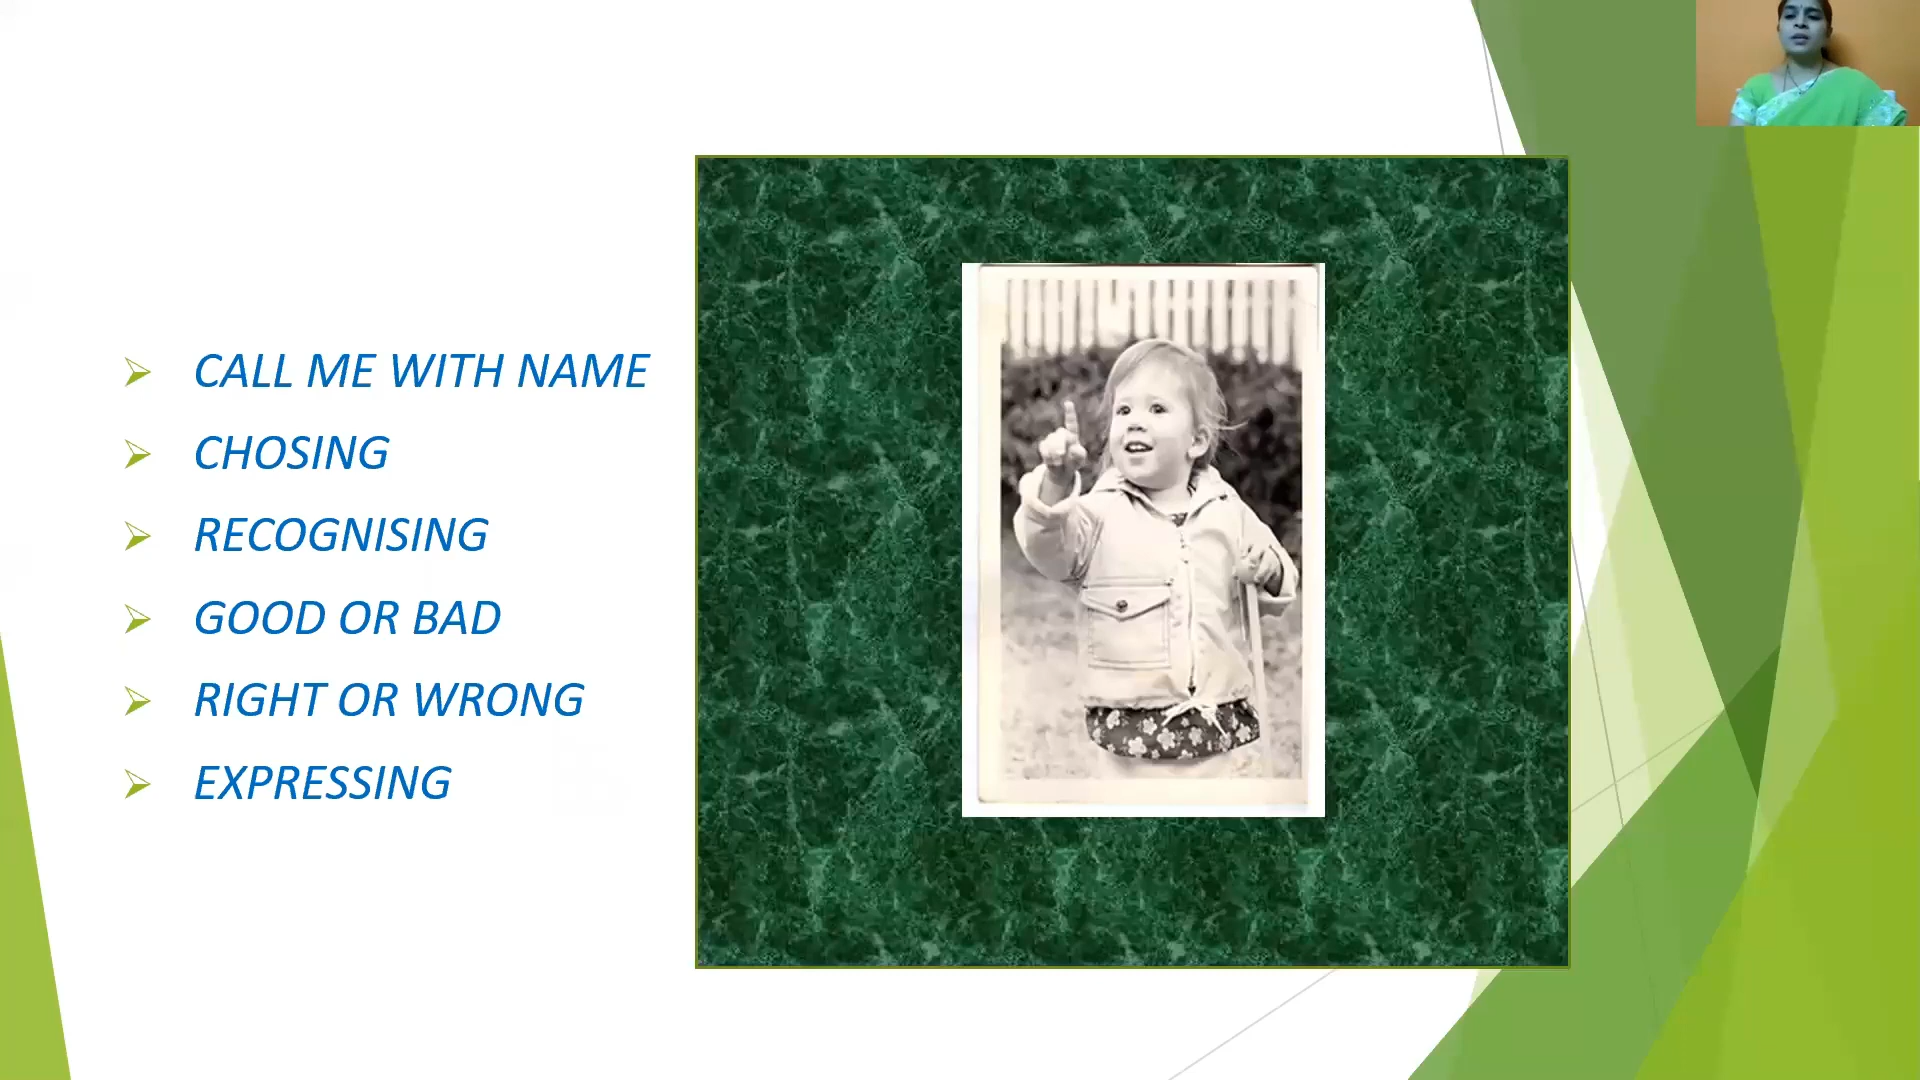 CALL ME WITH NAME
CHOSING
RECOGNISING
GOOD OR BAD
RIGHT OR WRONG
EXPRESSING